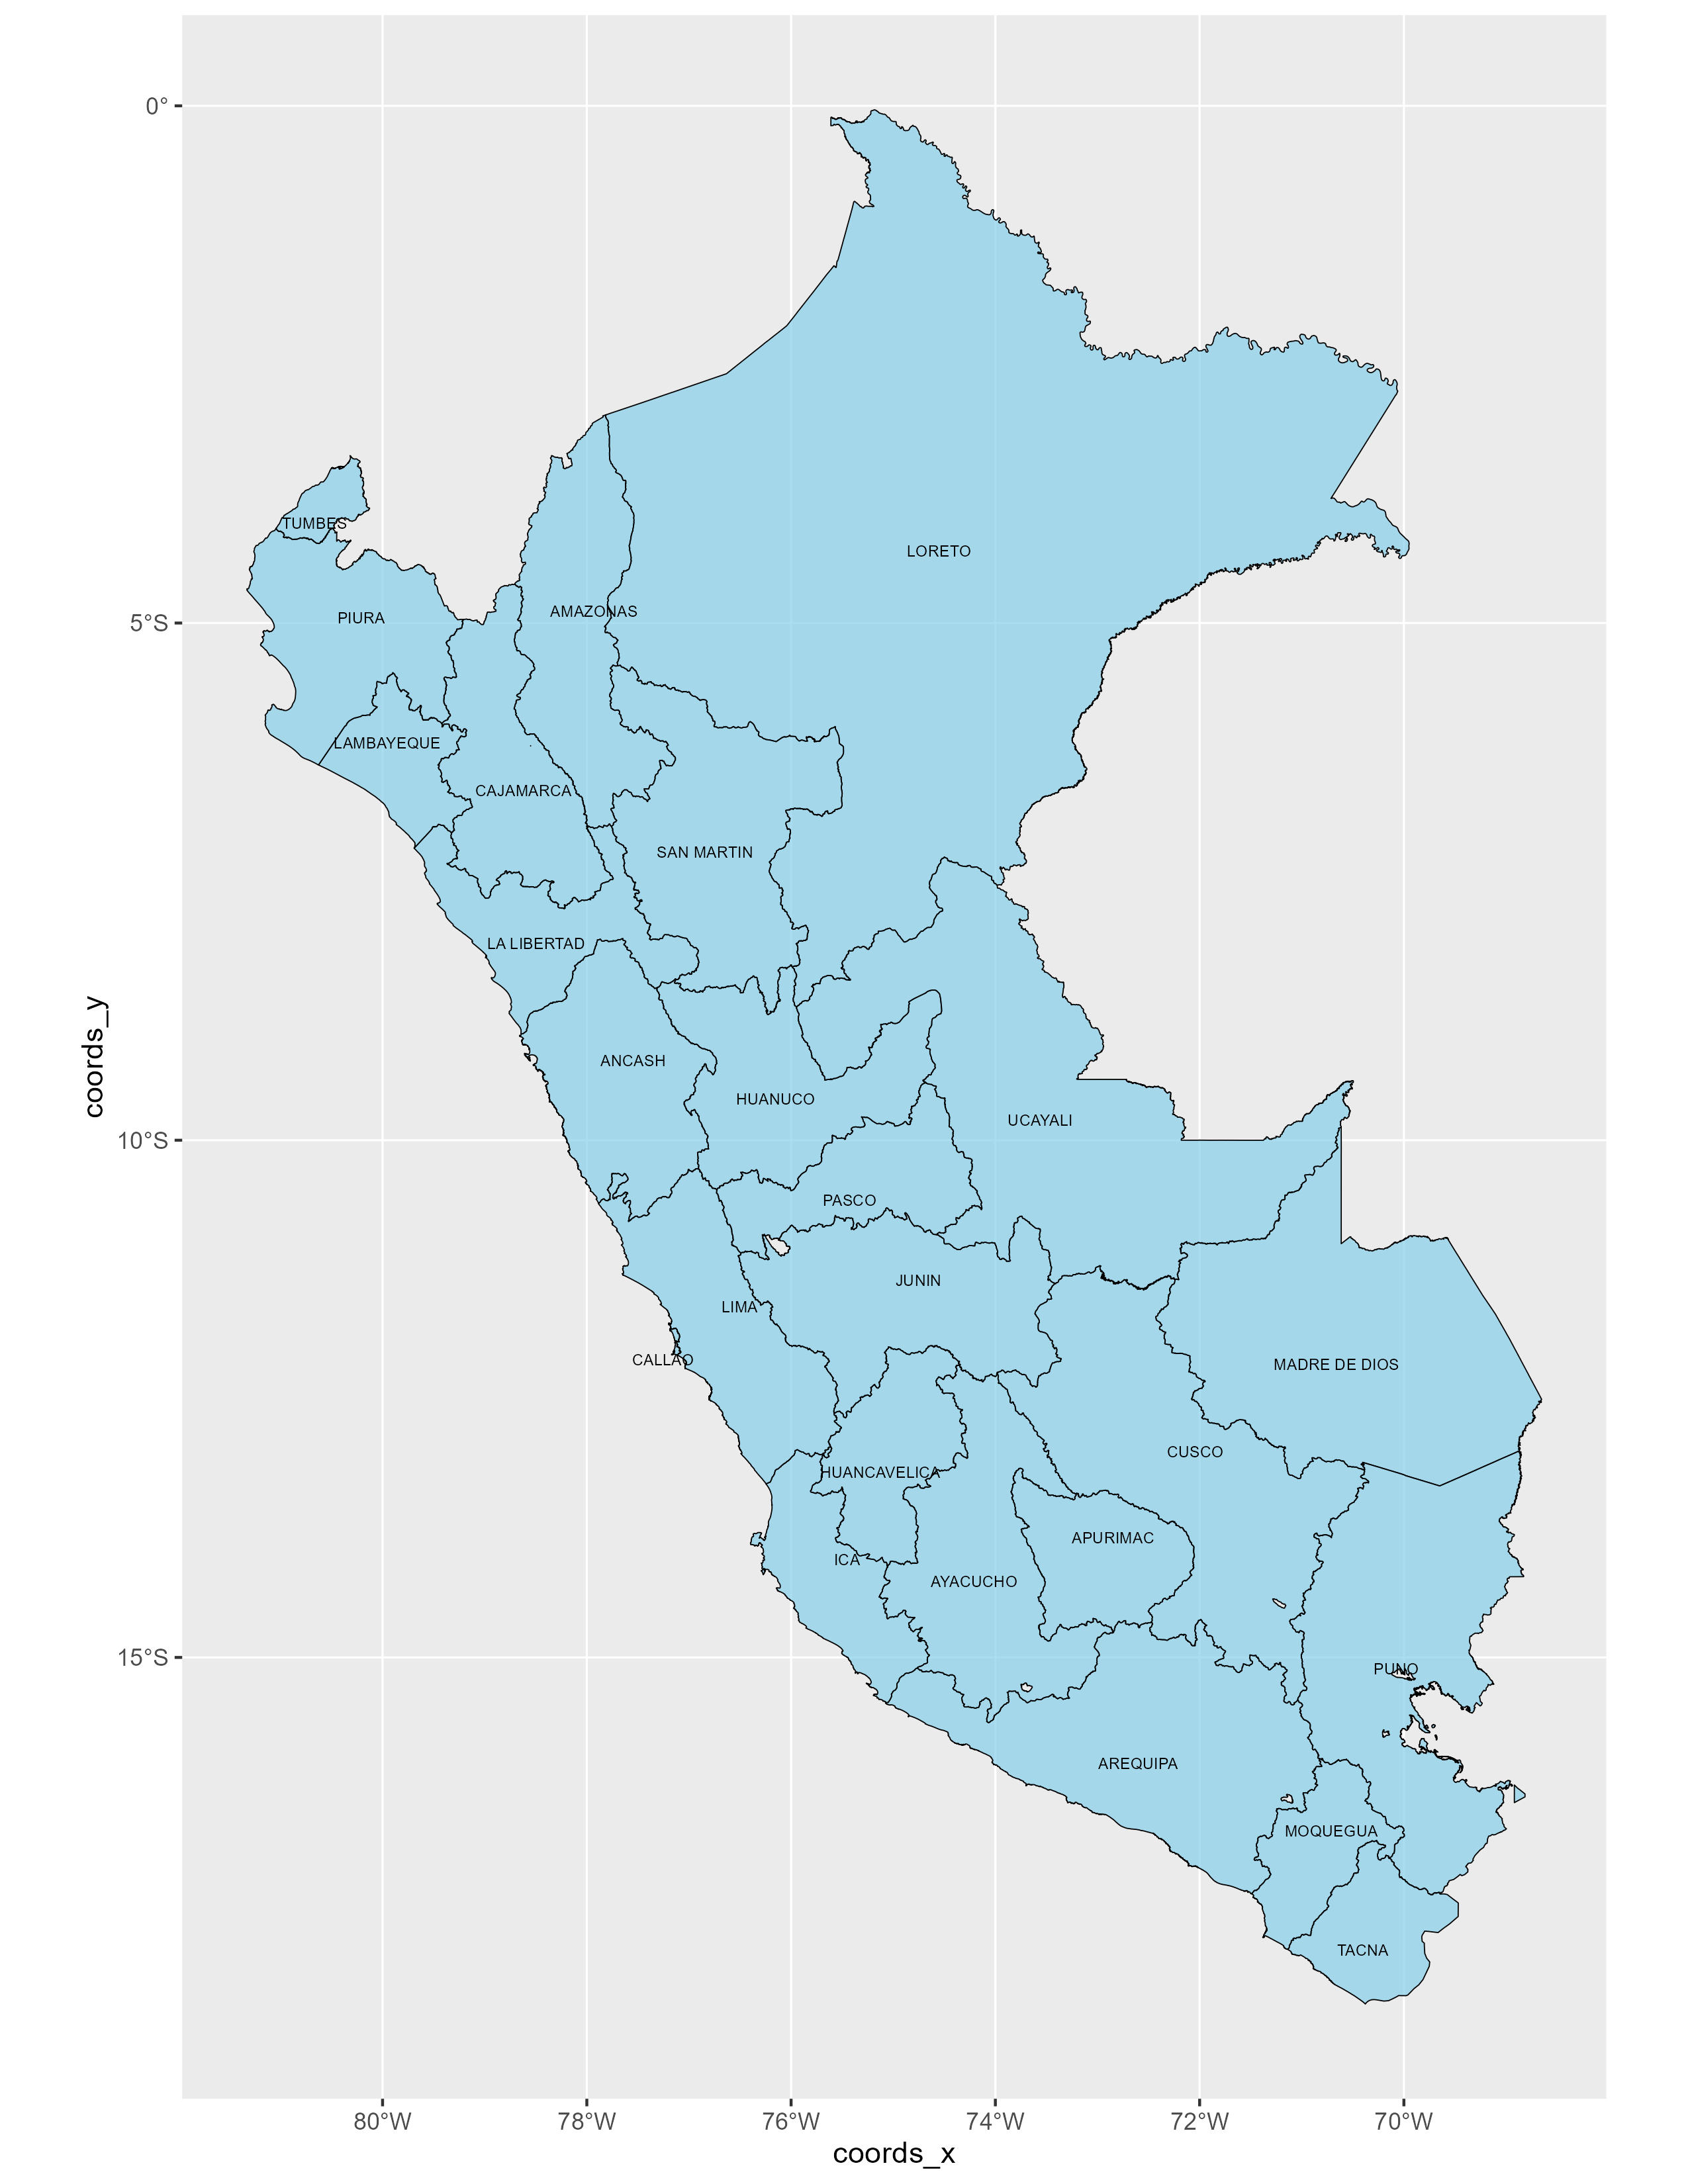 0°
TUMBES
LORETO
AMAZONAS
PIURA
5°S
LAMBAYEQUE
CAJAMARCA
SAN MARTIN
LA LIBERTAD
coords_y
ANCASH
HUANUCO
UCAYALI
10°S
PASCO
JUNIN
LIMA
CALLAO
MADRE DE DIOS
CUSCO
HUANCAVELICA
APURIMAC
ICA
AYACUCHO
15°S
PUNO
AREQUIPA
MOQUEGUA
TACNA
80°W 78°W 76°W 74°W 72°W 70°W
coords_x